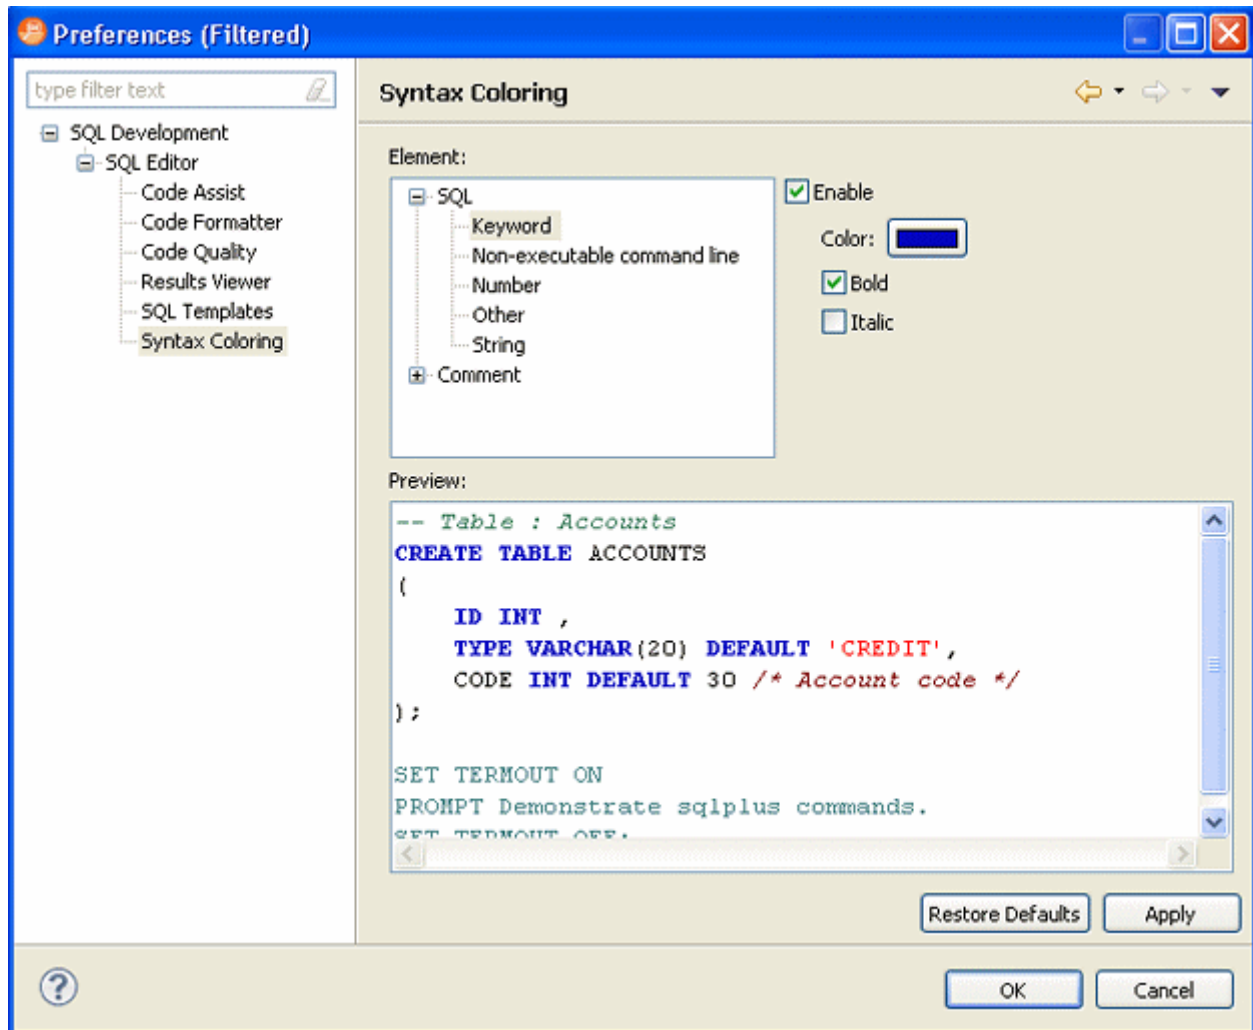 Preferences (Filtered)
type filter text
SQL Development
SQL Editor
Code Assist
Code Formatter
Code Quality
Results Viewer
SQL Templates
Syntax Coloring
Syntax Coloring
Element:
SQL
Keyword
Non-executable command line
Number
Other
String
Comment
Enable
Color:
Bold
Italic
Preview:
-- Table : Accounts
CREATE TABLE ACCOUNTS
(
ID INT ,
TYPE VARCHAR(20) DEFAULT 'CREDIT',
CODE INT DEFAULT 30 /* Account code */
);
SET TERMOUT ON
PROMPT Demonstrate sqlplus commands.
SET TERMOUT OFF;
Restore Defaults
Apply
?
OK
Cancel